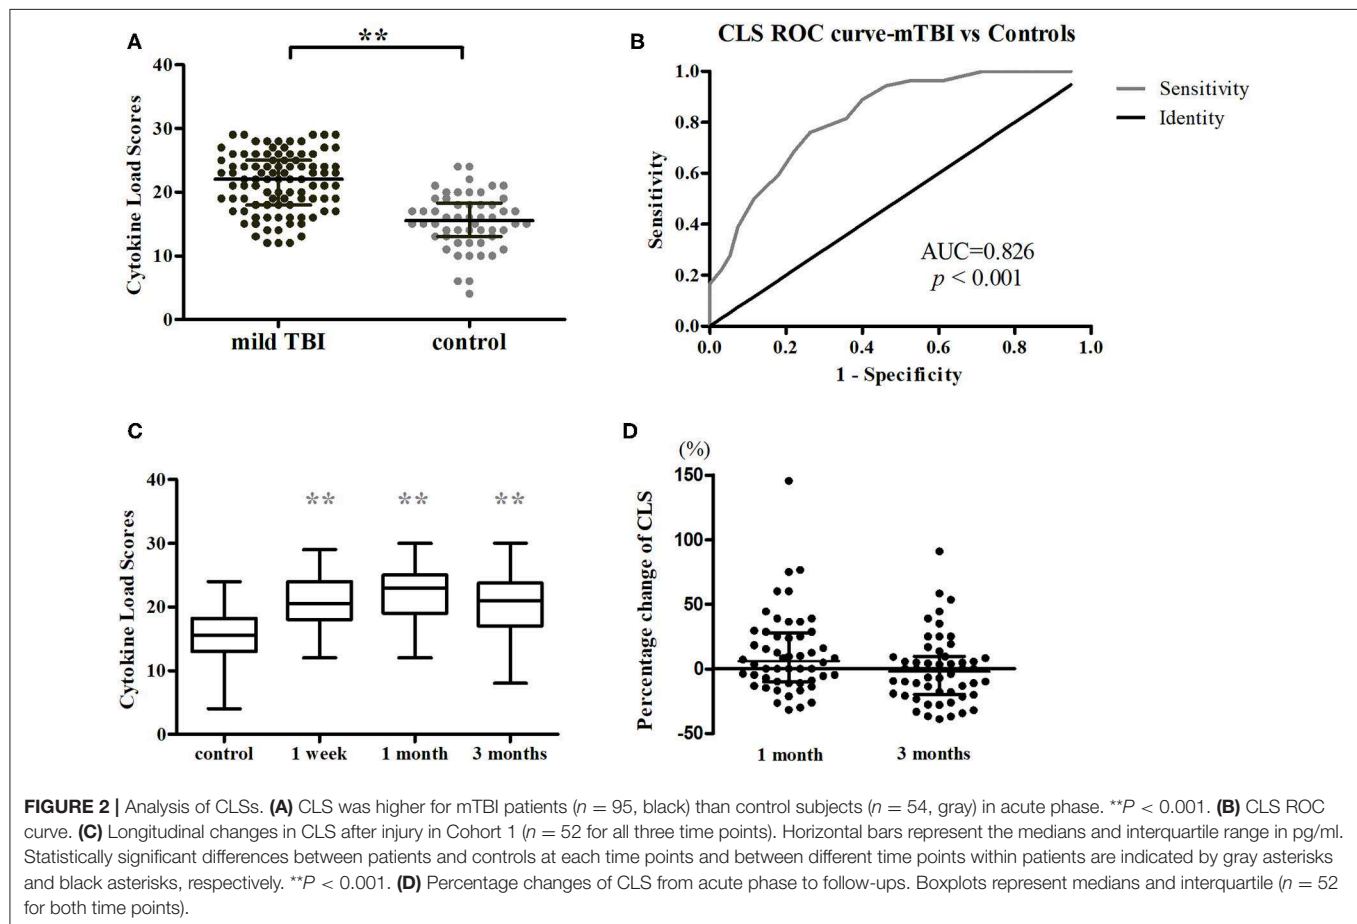 A
**
Cytokine Load Scores
40
30
20
10
0
mild TBI
control
B
CLS ROC curve-mTBI vs Controls
Sensitivity
1.0
0.8
0.6
0.4
0.2
0.0
0.0 0.2 0.4 0.6 0.8 1.0
1 - Specificity
AUC=0.826
p < 0.001
Sensitivity
Identity
C
Cytokine Load Scores
40
30
20
10
0
** ** **
control 1 week 1 month 3 months
D
(%)
Percentage change of CLS
150
100
50
0
-50
1 month 3 months
FIGURE 2 | Analysis of CLSs. (A) CLS was higher for mTBI patients (n = 95, black) than control subjects (n = 54, gray) in acute phase. **P < 0.001. (B) CLS ROC
curve. (C) Longitudinal changes in CLS after injury in Cohort 1 (n = 52 for all three time points). Horizontal bars represent the medians and interquartile range in pg/ml.
Statistically significant differences between patients and controls at each time points and between different time points within patients are indicated by gray asterisks
and black asterisks, respectively. **P < 0.001. (D) Percentage changes of CLS from acute phase to follow-ups. Boxplots represent medians and interquartile (n = 52
for both time points).